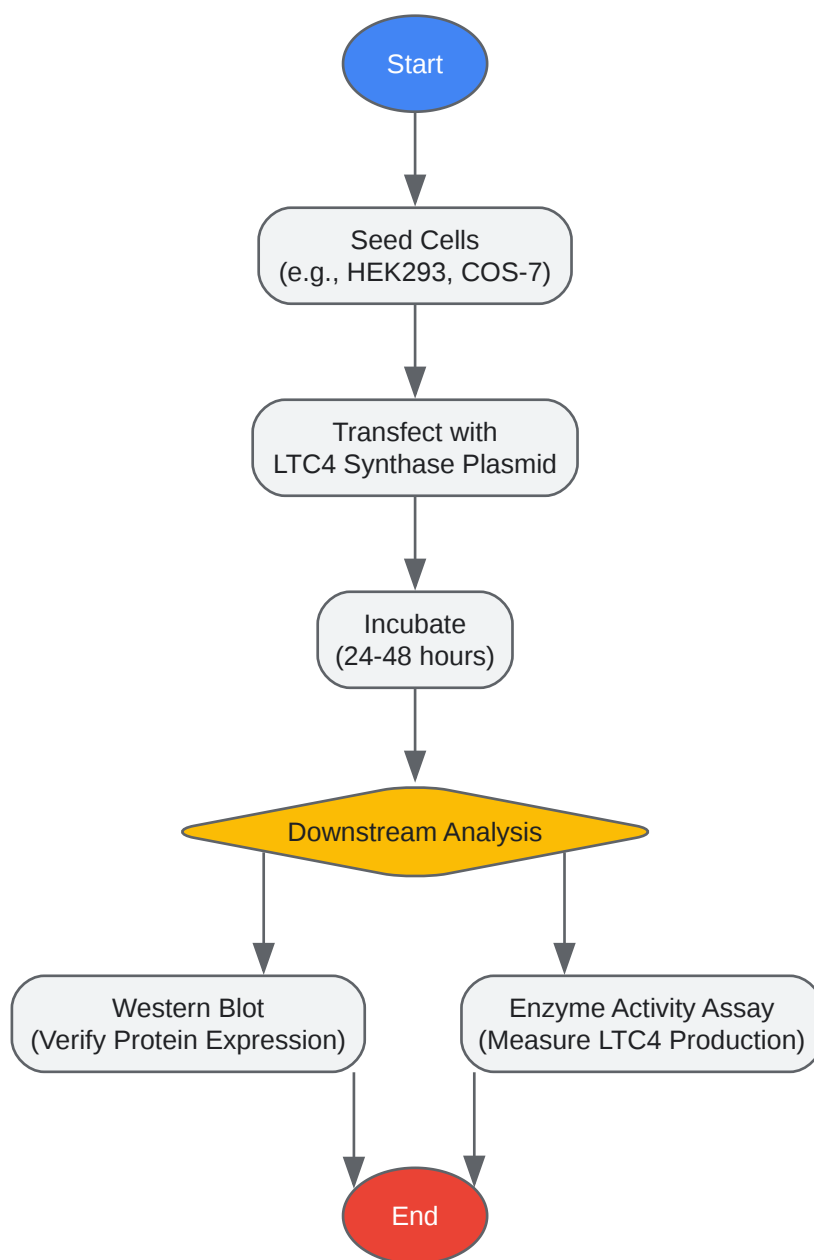 Start
Seed Cells
(e.g., HEK293, COS-7)
Transfect with
LTC4 Synthase Plasmid
Incubate
(24-48 hours)
Downstream Analysis
Western Blot
(Verify Protein Expression)
Enzyme Activity Assay
(Measure LTC4 Production)
End